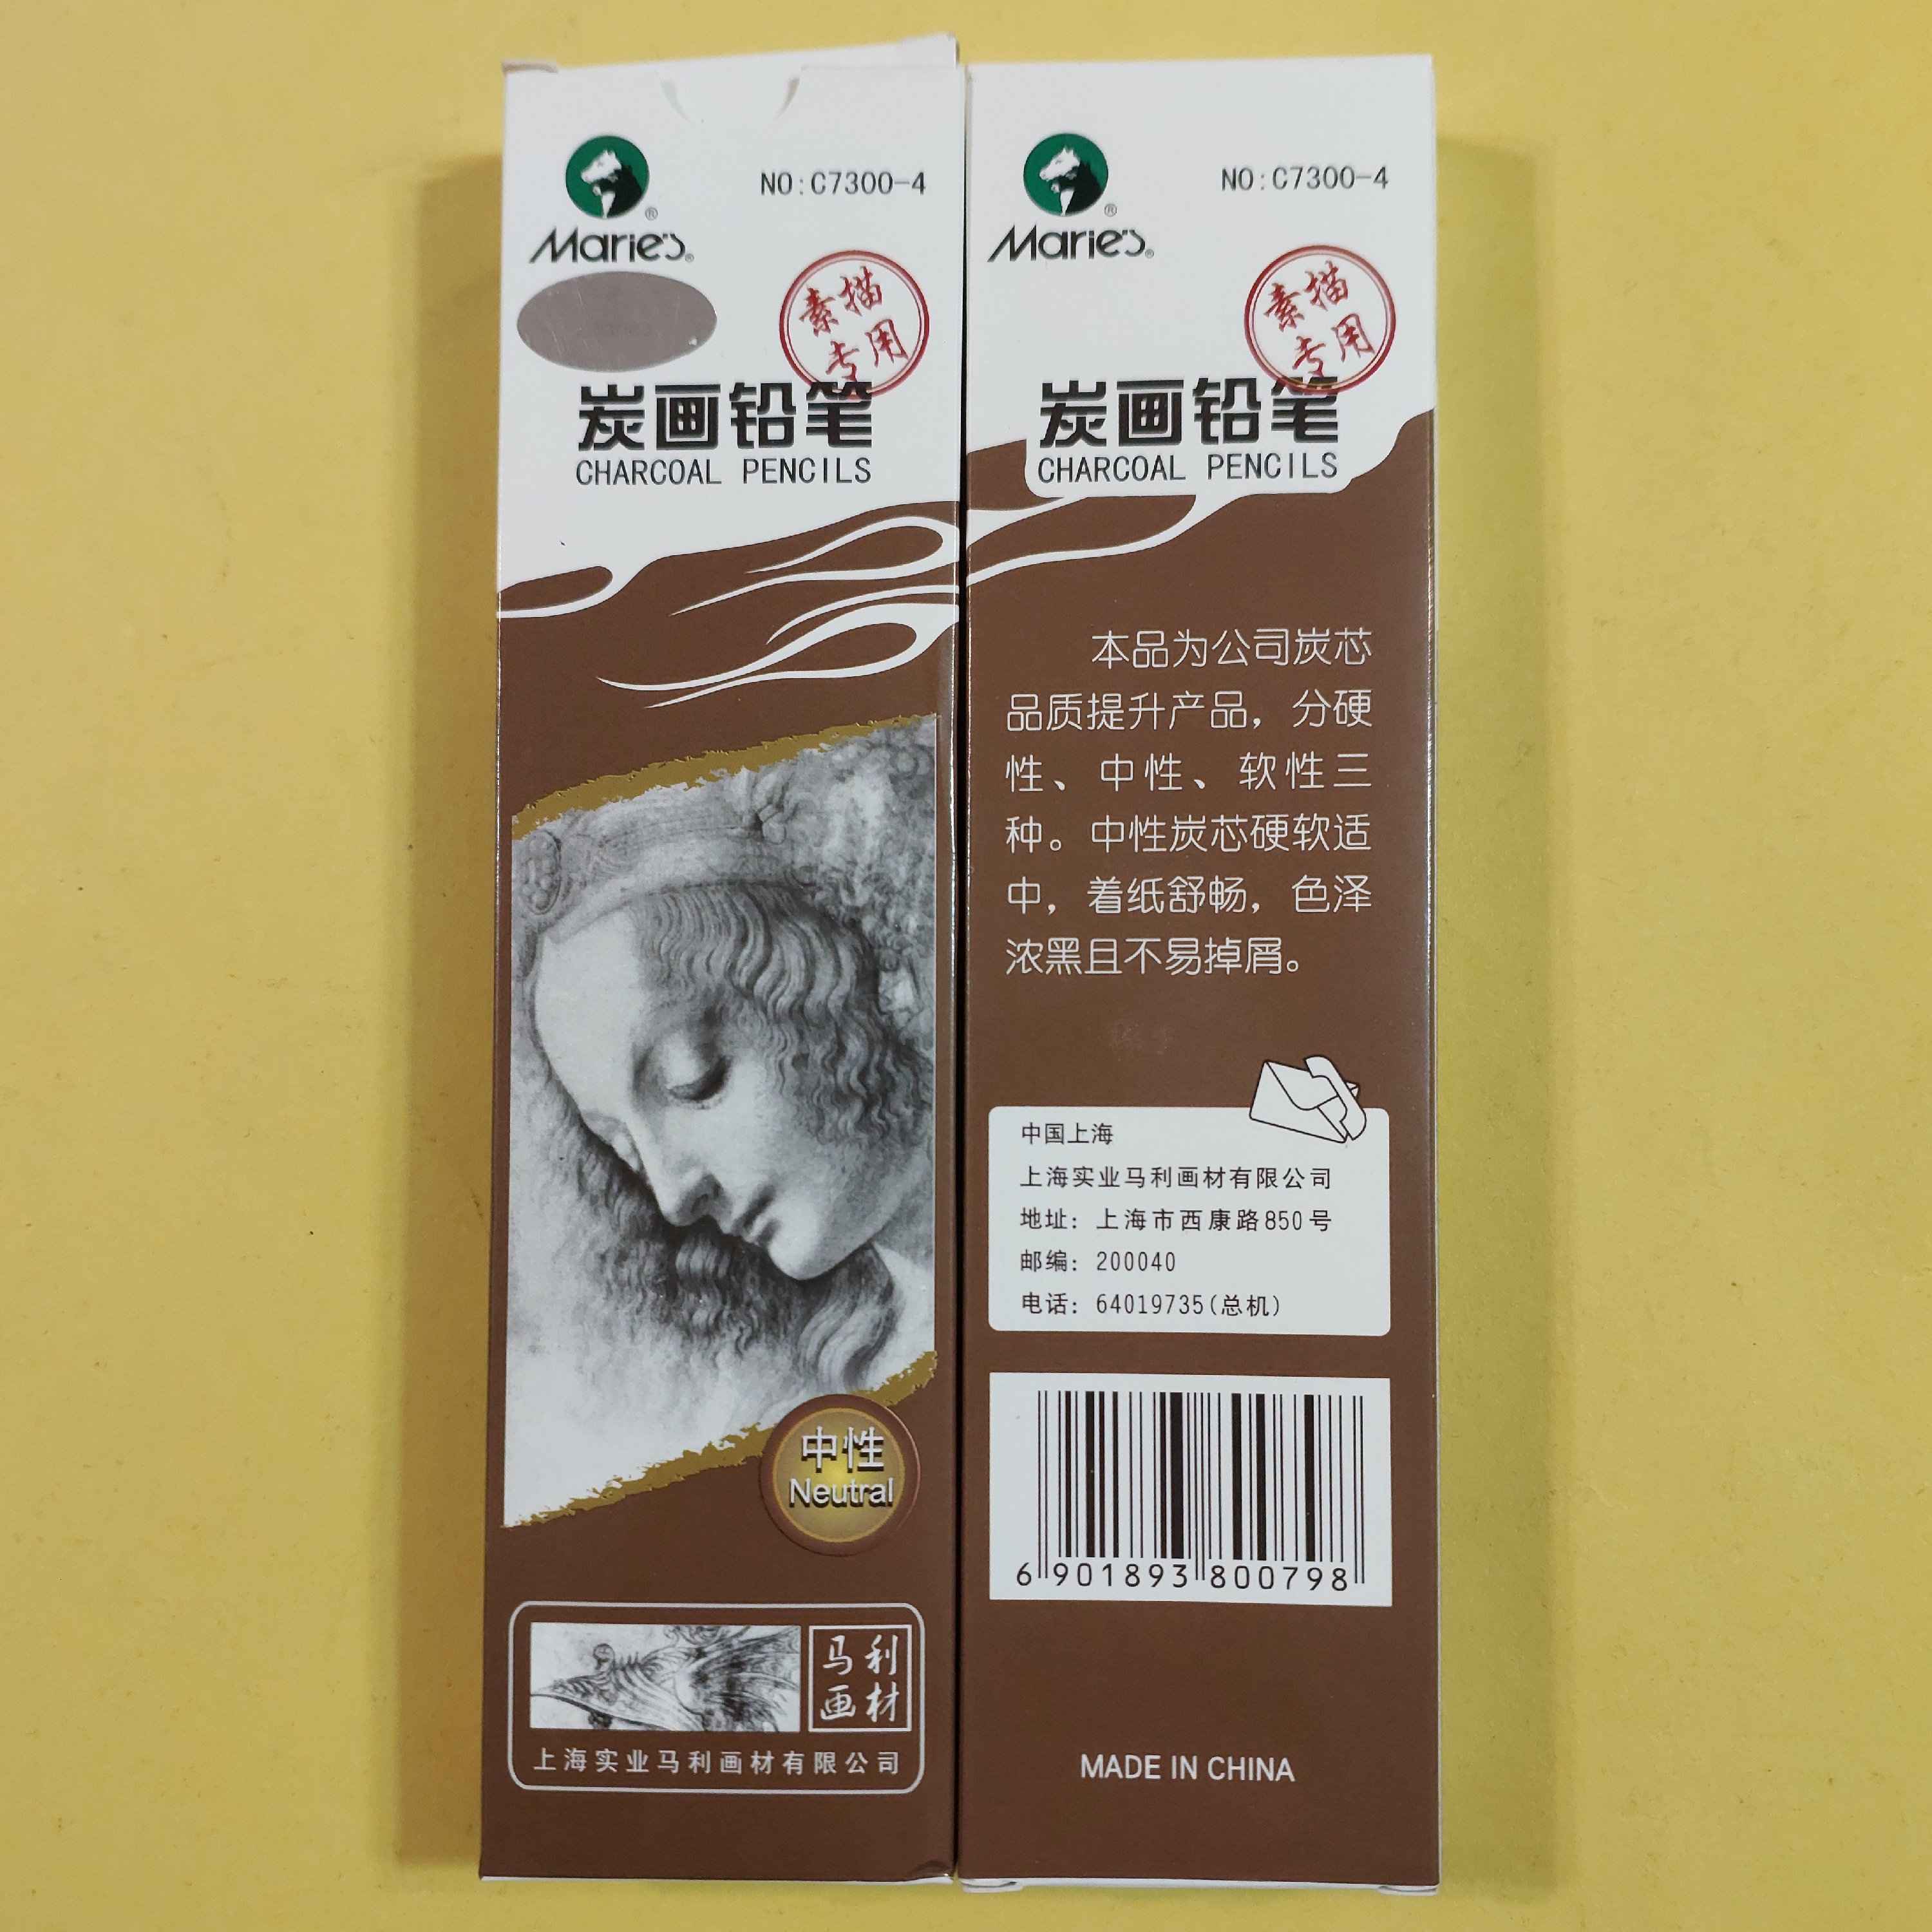 NO:C7300-4
Marie's
素描
专用
炭画铅笔
CHARCOAL PENCILS
中性
Neutral
马利
画材
上海实业马利画材有限公司
NO:C7300-4
Marie's
素描
专用
炭画铅笔
CHARCOAL PENCILS
本品为公司炭芯
品质提升产品，分硬
性、中性、软性三
种。中性炭芯硬软适
中，着纸舒畅，色泽
浓黑且不易掉屑。
中国上海
上海实业马利画材有限公司
地址：上海市西康路850号
邮编：200040
电话：64019735(总机)
6 901893 800798
MADE IN CHINA